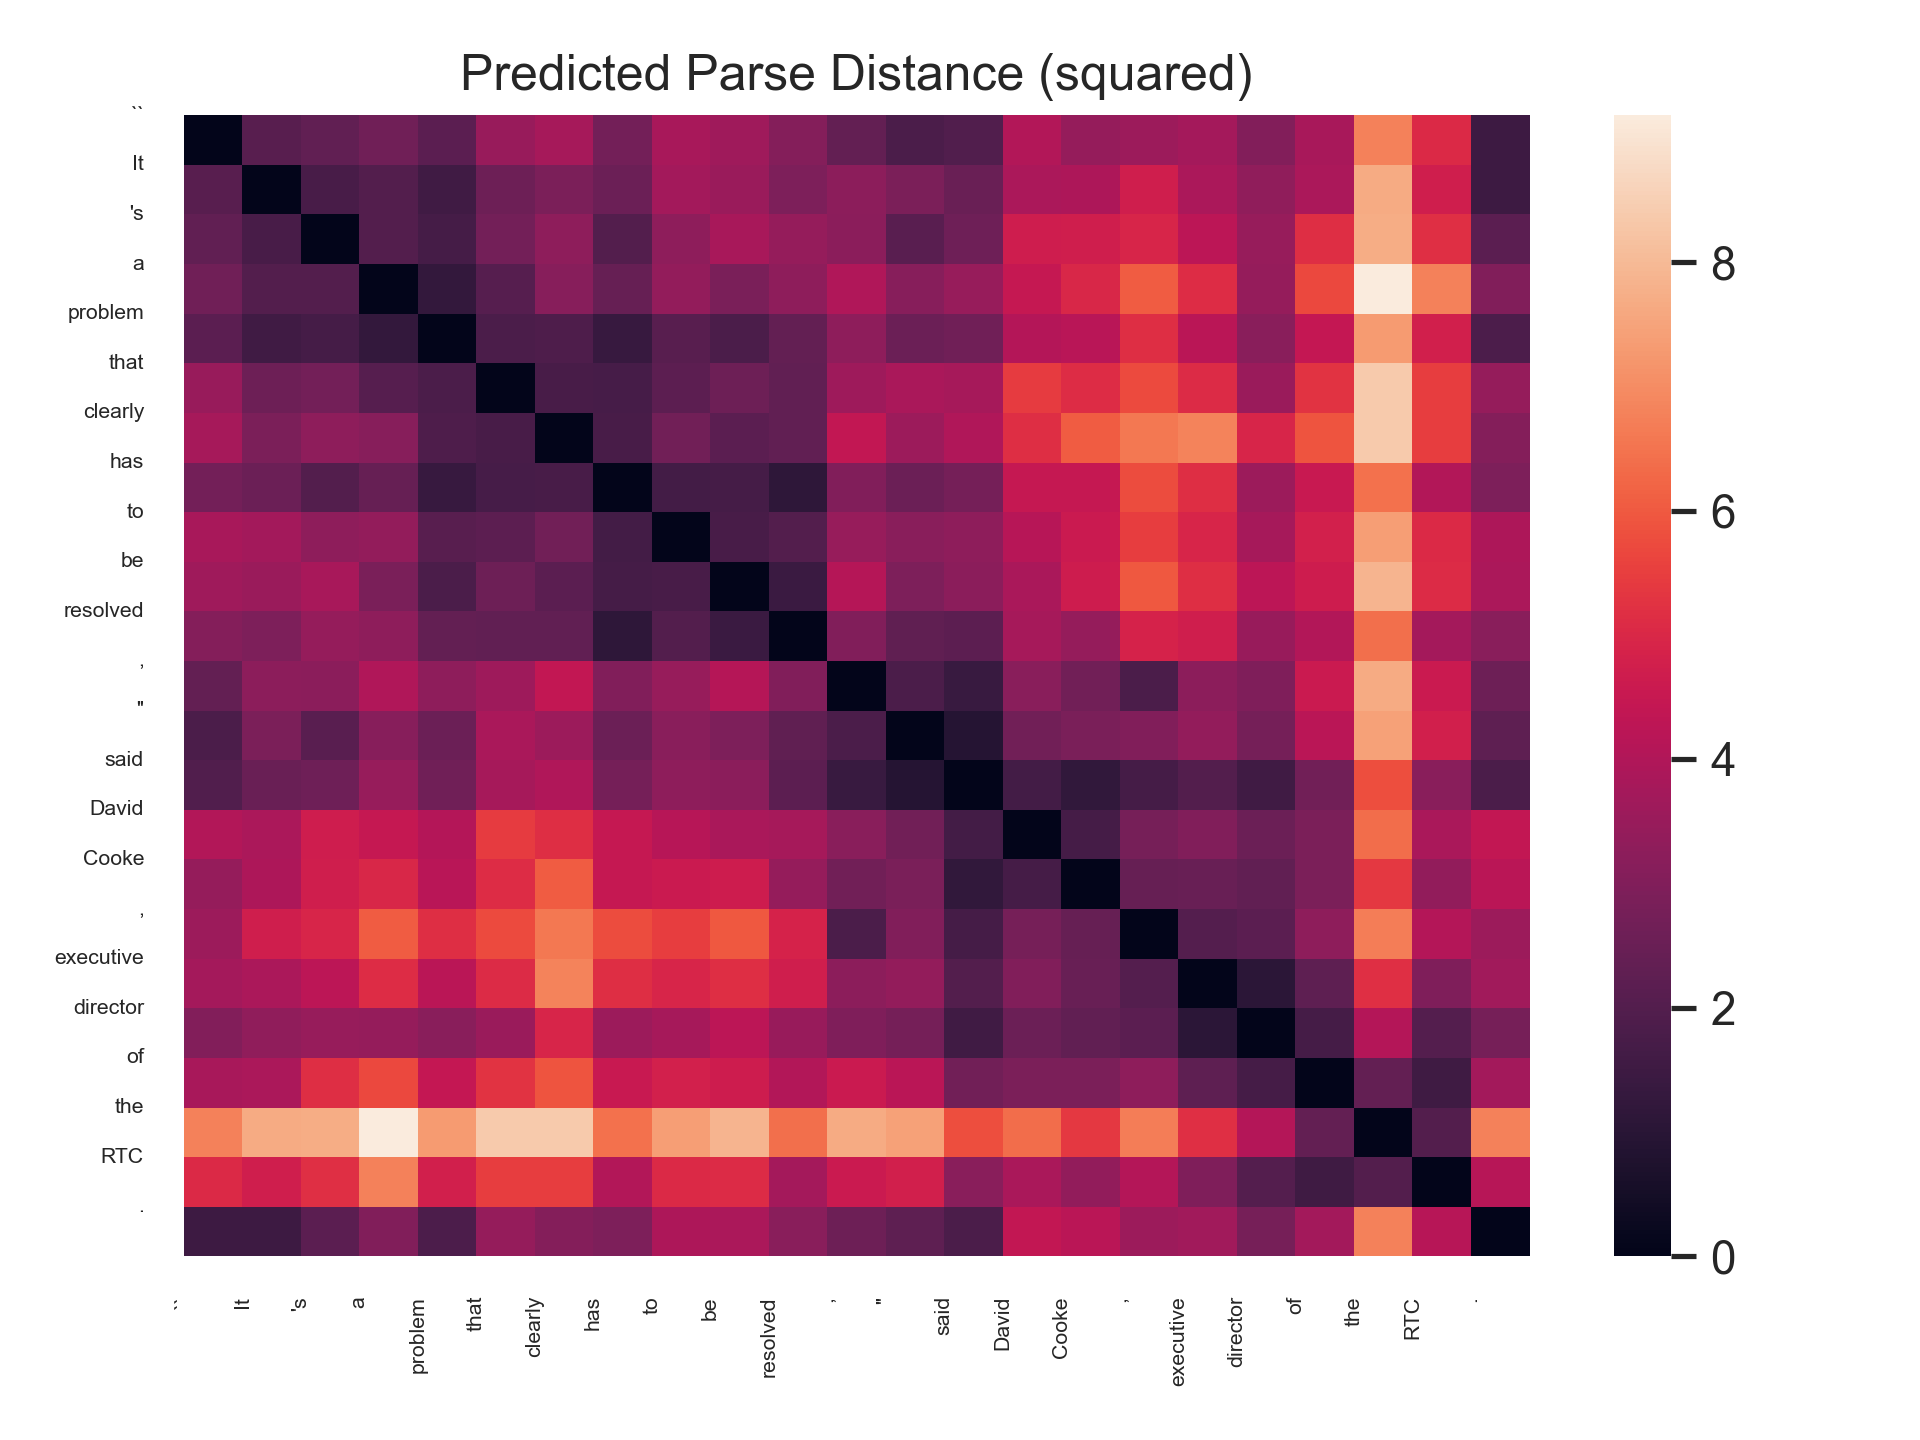 Predicted Parse Distance (squared)
``
It
's
a
problem
that
clearly
has
to
be
resolved
,
''
said
David
Cooke
,
executive
director
of
the
RTC
.
8
6
4
2
0
``
It
's
a
problem
that
clearly
has
to
be
resolved
,
''
said
David
Cooke
,
executive
director
of
the
RTC
.